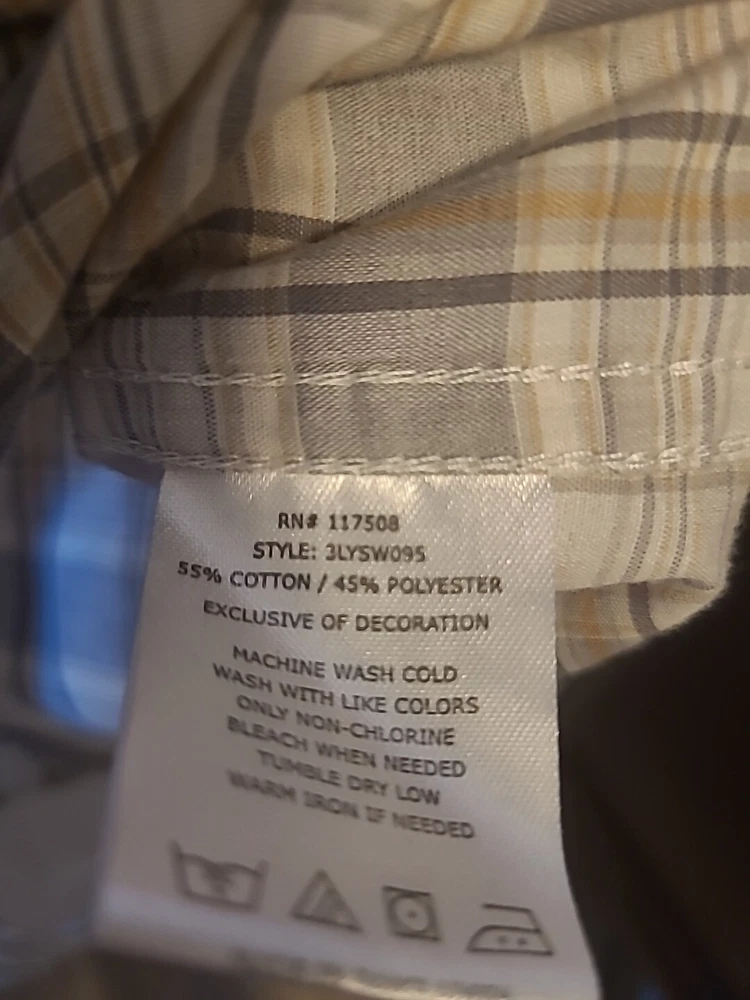 RN# 117508
STYLE: 3LYSW095
55% COTTON / 45% POLYESTER
EXCLUSIVE OF DECORATION
MACHINE WASH COLD
WASH WITH LIKE COLORS
ONLY NON-CHLORINE
BLEACH WHEN NEEDED
TUMBLE DRY LOW
WARM IRON IF NEEDED